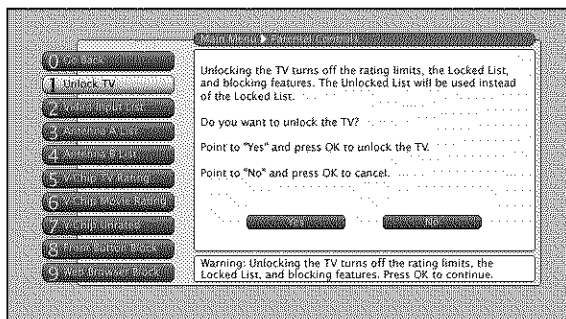 Main Menu Parental Controls
0 Go Back
1 Unlock TV
2 Video Input List
3 Antenna A List
4 Antenna B List
5 V-Chip TV Rating
6 V-Chip Movie Rating
7 V-Chip Unrated
8 Front Button Block
9 Web Browser Block
Unlocking the TV turns off the rating limits, the Locked List,
and blocking features. The Unlocked List will be used instead
of the Locked List.
Do you want to unlock the TV?
Point to "Yes" and press OK to unlock the TV.
Point to "No" and press OK to cancel.
Yes
No
Warning: Unlocking the TV turns off the rating limits, the
Locked List, and blocking features. Press OK to continue.